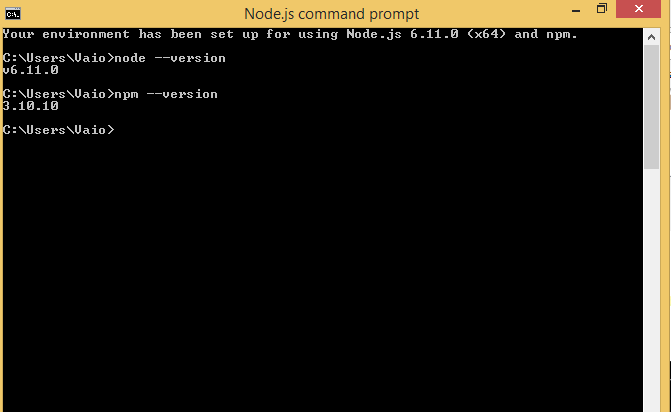 Node.js command prompt
Your environment has been set up for using Node.js 6.11.0 (x64) and npm.
C:\Users\Vaio>node --version
v6.11.0
C:\Users\Vaio>npm --version
3.10.10
C:\Users\Vaio>